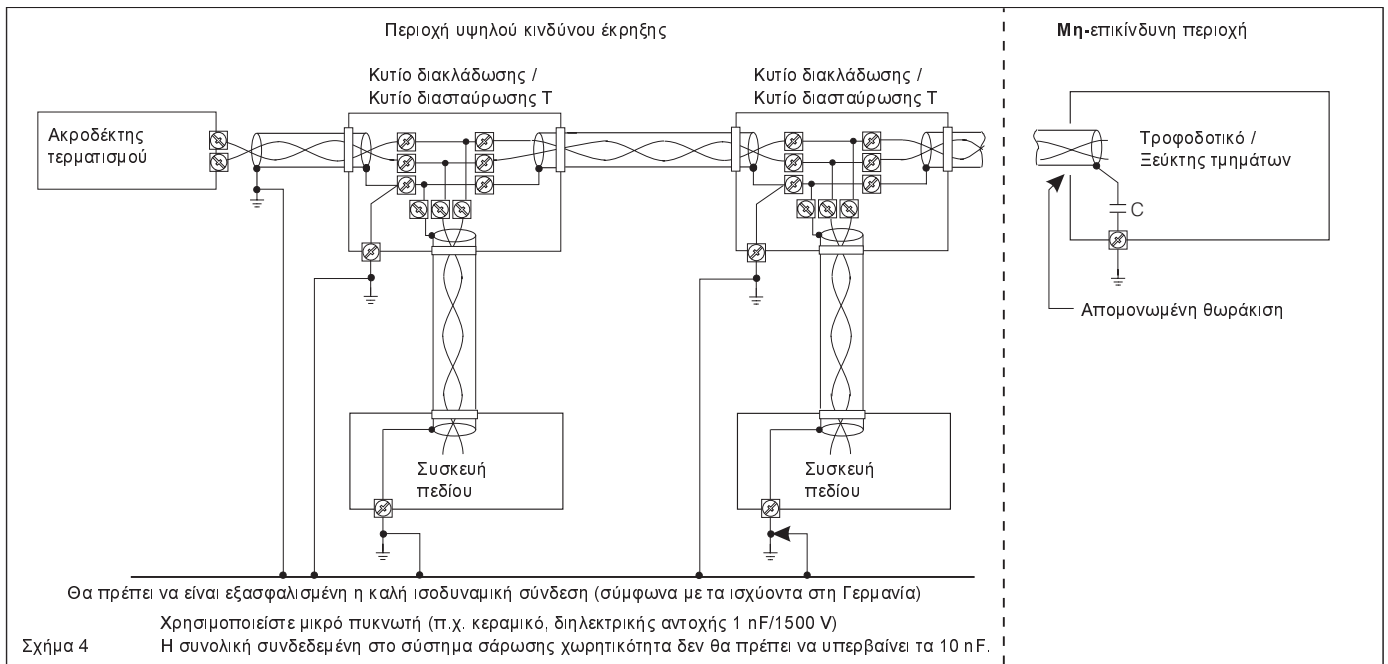 Περιοχή υψηλού κινδύνου έκρηξης
Μη-επικίνδυνη περιοχή
Κυτίο διακλάδωσης /
Κυτίο διασταύρωσης Τ
Κυτίο διακλάδωσης /
Κυτίο διασταύρωσης Τ
Ακροδέκτης
τερματισμού
Τροφοδοτικό /
Ξεύκτης τμημάτων
C
Απομονωμένη θωράκιση
Συσκευή
πεδίου
Συσκευή
πεδίου
Θα πρέπει να είναι εξασφαλισμένη η καλή ισοδυναμική σύνδεση (σύμφωνα με τα ισχύοντα στη Γερμανία)
Χρησιμοποιείστε μικρό πυκνωτή (π.χ. κεραμικό, διηλεκτρικής αντοχής 1 nF/1500 V)
Σχήμα 4 Η συνολική συνδεδεμένη στο σύστημα σάρωσης χωρητικότητα δεν θα πρέπει να υπερβαίνει τα 10 nF.